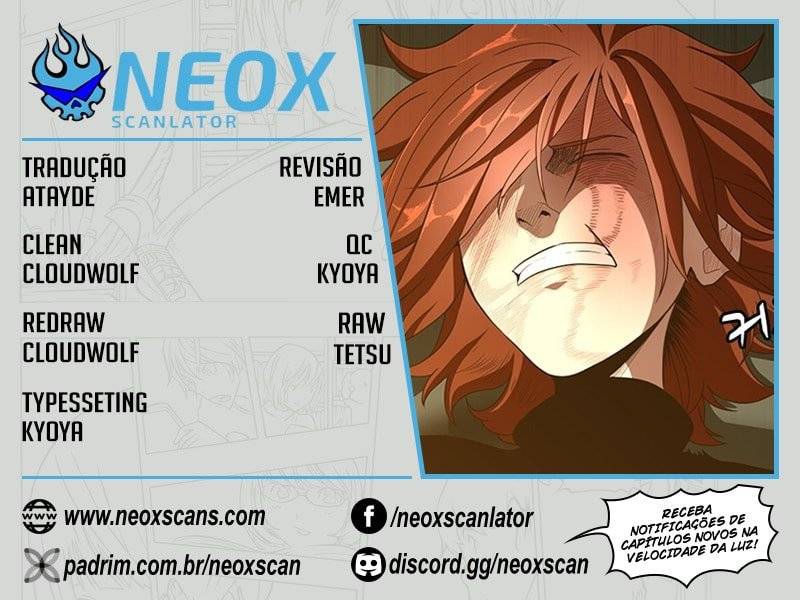 NEOX
SCANLATOR
TRADUÇÃO
ATAYDE
REVISÃO
EMER
CLEAN
CLOUDWOLF
QC
KYOYA
REDRAW
CLOUDWOLF
RAW
TETSU
TYPESSETING
KYOYA
www.neoxscans.com
/neoxscanlator
padrim.com.br/neoxscan
discord.gg/neoxscan
RECEBA
NOTIFICAÇÕES DE
CAPÍTULOS NOVOS NA
VELOCIDADE DA LUZ!